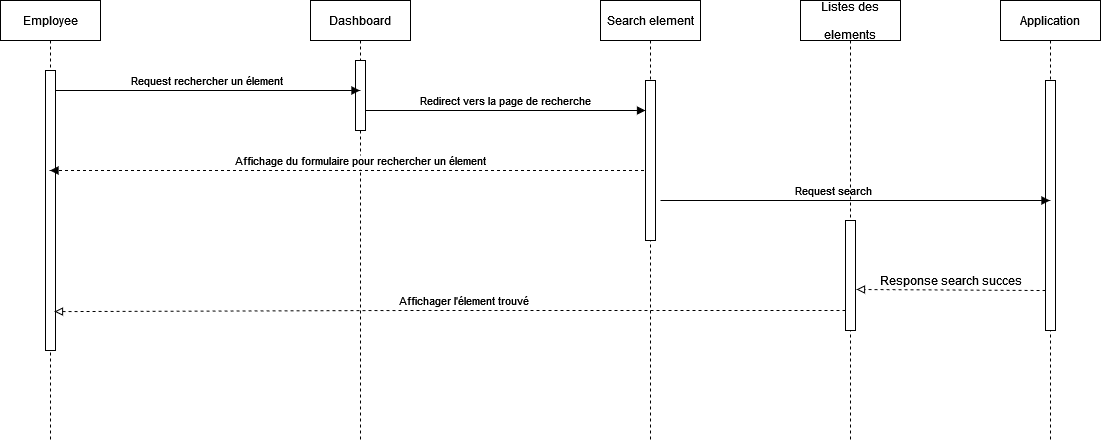 Employee
Dashboard
Search element
Listes des
elements
Application
Request rechercher un élement
Redirect vers la page de recherche
Affichage du formulaire pour rechercher un élement
Request search
Response search succes
Affichager l'élement trouvé